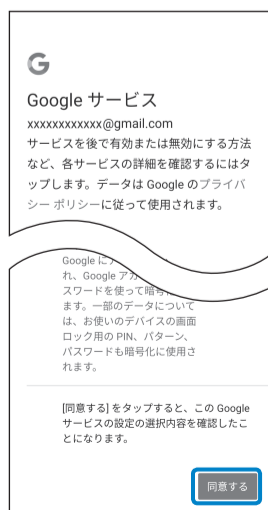 G
Google サービス
xxxxxxxxxxxx@gmail.com
サービスを後で有効または無効にする方法
など、各サービスの詳細を確認するにはタ
ップします。データは Google のプライバ
シー ポリシーに従って使用されます。
Google に
れ、Google アカ
スワードを使って暗号
ます。一部のデータについて
は、お使いのデバイスの画面
ロック用の PIN、パターン、
パスワードも暗号化に使用さ
れます。
[同意する] をタップすると、この Google
サービスの設定の選択内容を確認したこ
とになります。
同意する